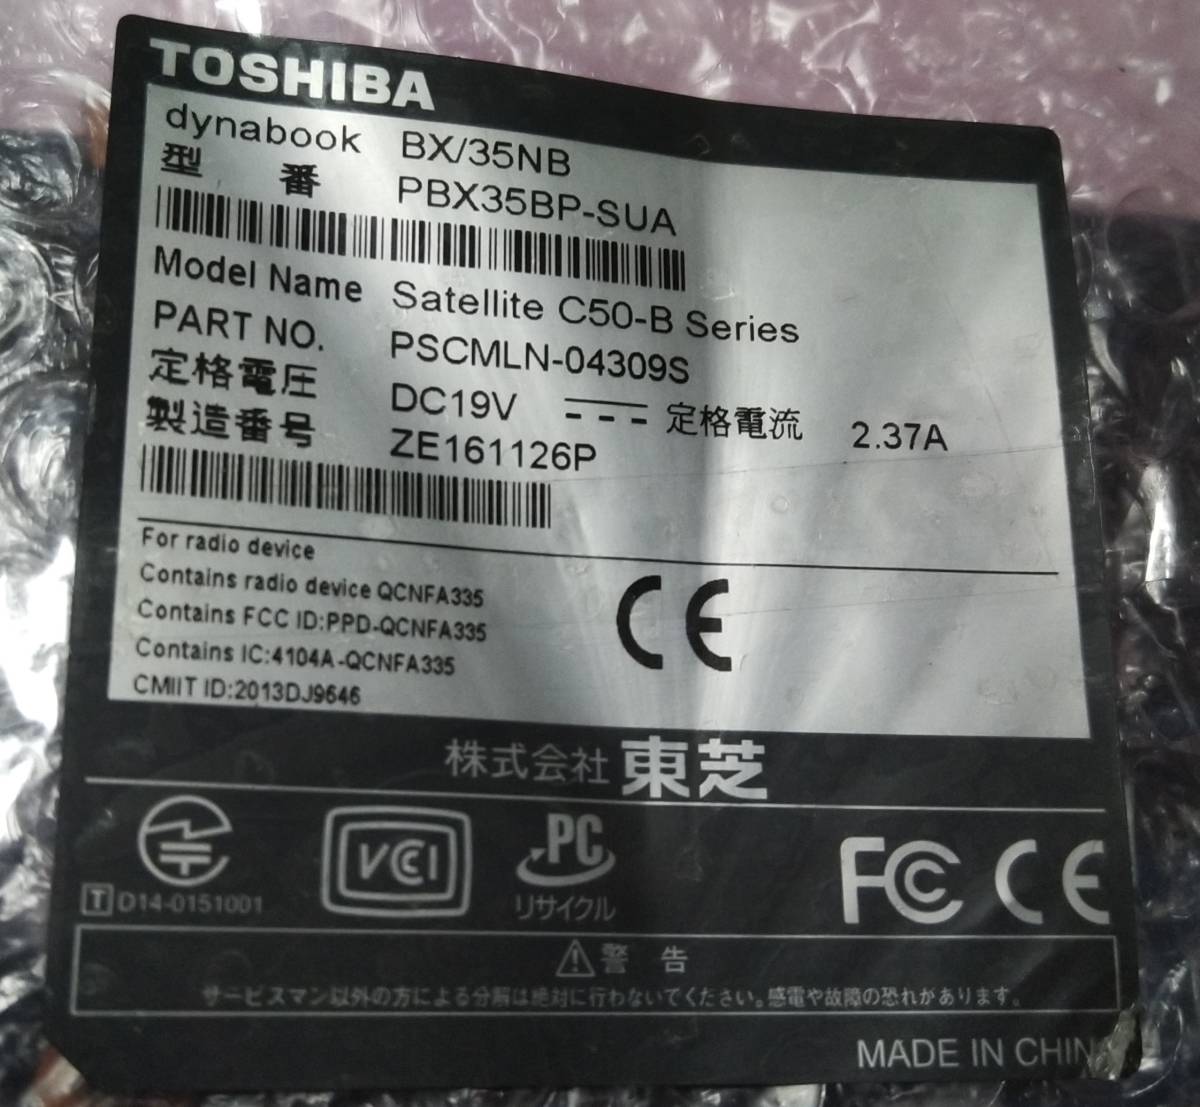 TOSHIBA
dynabook BX/35NB
型 番 PBX35BP-SUA
Model Name Satellite C50-B Series
PART NO. PSCMLN-04309S
定格電圧 DC19V 定格電流 2.37A
製造番号 ZE161126P
For radio device
Contains radio device QCNFA335
Contains FCC ID:PPD-QCNFA335
Contains IC:4104A-QCNFA335
CMIIT ID:2013DJ9646
CE
株式会社 東芝
T D14-0151001
VCCI
PC
リサイクル
FC CE
警 告
サービスマン以外の方による分解は絶対に行わないでください。感電や故障の恐れがあります。
MADE IN CHIN